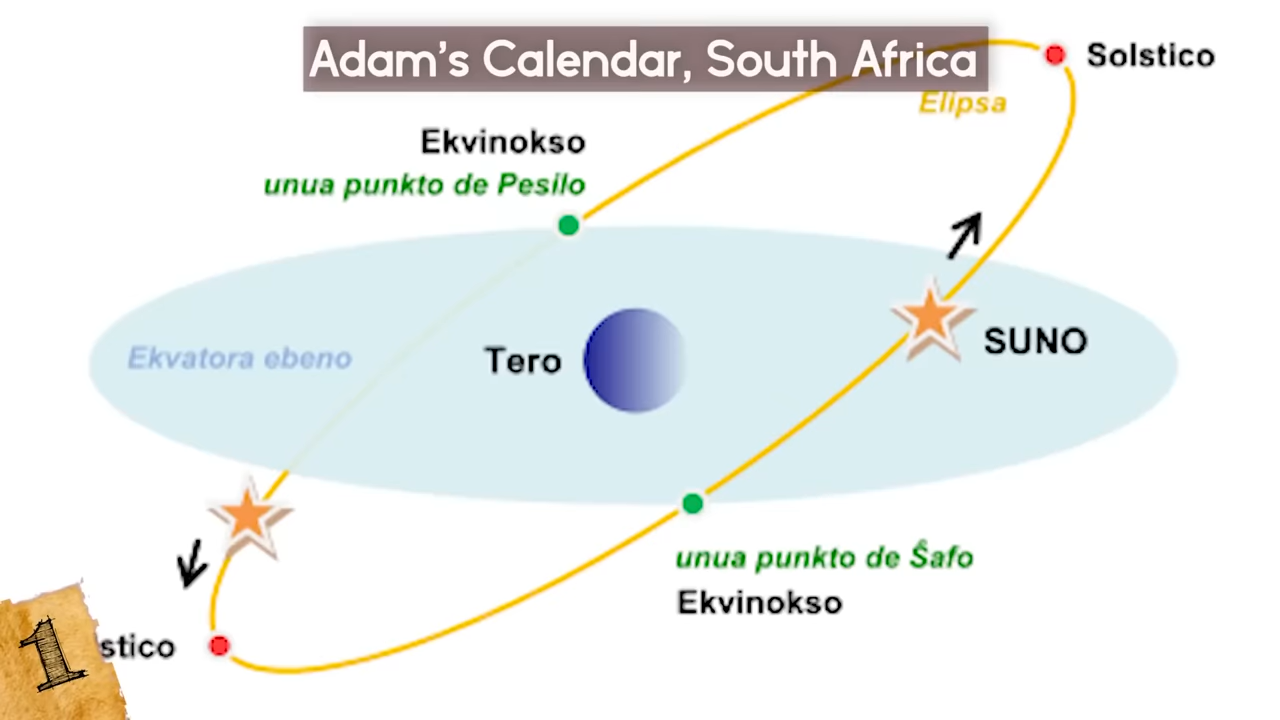 Adam's Calendar, South Africa
Solstico
Elipsa
Ekvinokso
unua punkto de Pesilo
Ekvatora ebeno
Tero
SUNO
unua punkto de Ŝafo
Ekvinokso
stico
1